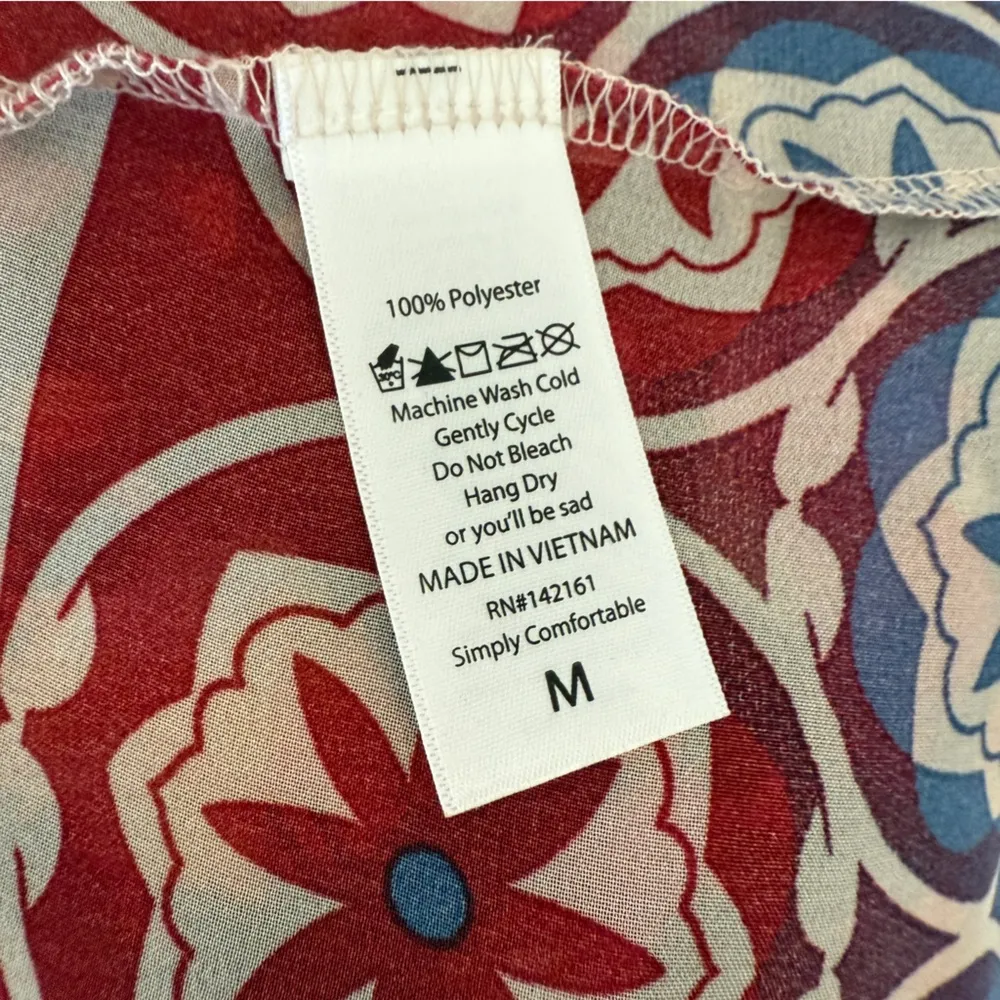 100% Polyester
30°C
Machine Wash Cold
Gently Cycle
Do Not Bleach
Hang Dry
or you'll be sad
MADE IN VIETNAM
RN#142161
Simply Comfortable
M